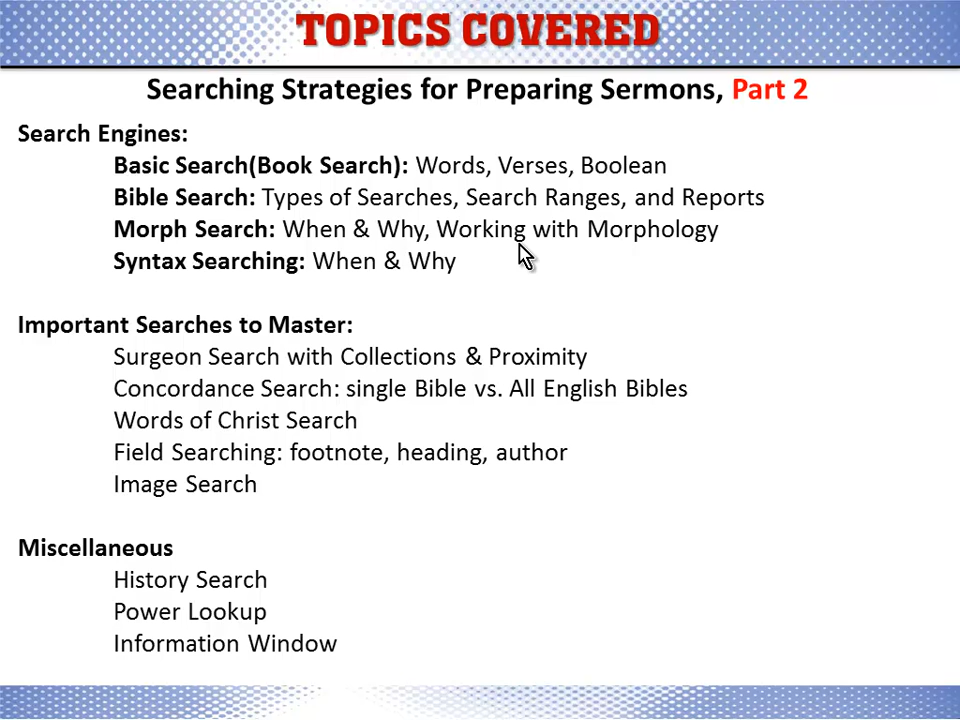 TOPICS COVERED
Searching Strategies for Preparing Sermons, Part 2
Search Engines:
Basic Search(Book Search): Words, Verses, Boolean
Bible Search: Types of Searches, Search Ranges, and Reports
Morph Search: When & Why, Working with Morphology
Syntax Searching: When & Why
Important Searches to Master:
Surgeon Search with Collections & Proximity
Concordance Search: single Bible vs. All English Bibles
Words of Christ Search
Field Searching: footnote, heading, author
Image Search
Miscellaneous
History Search
Power Lookup
Information Window